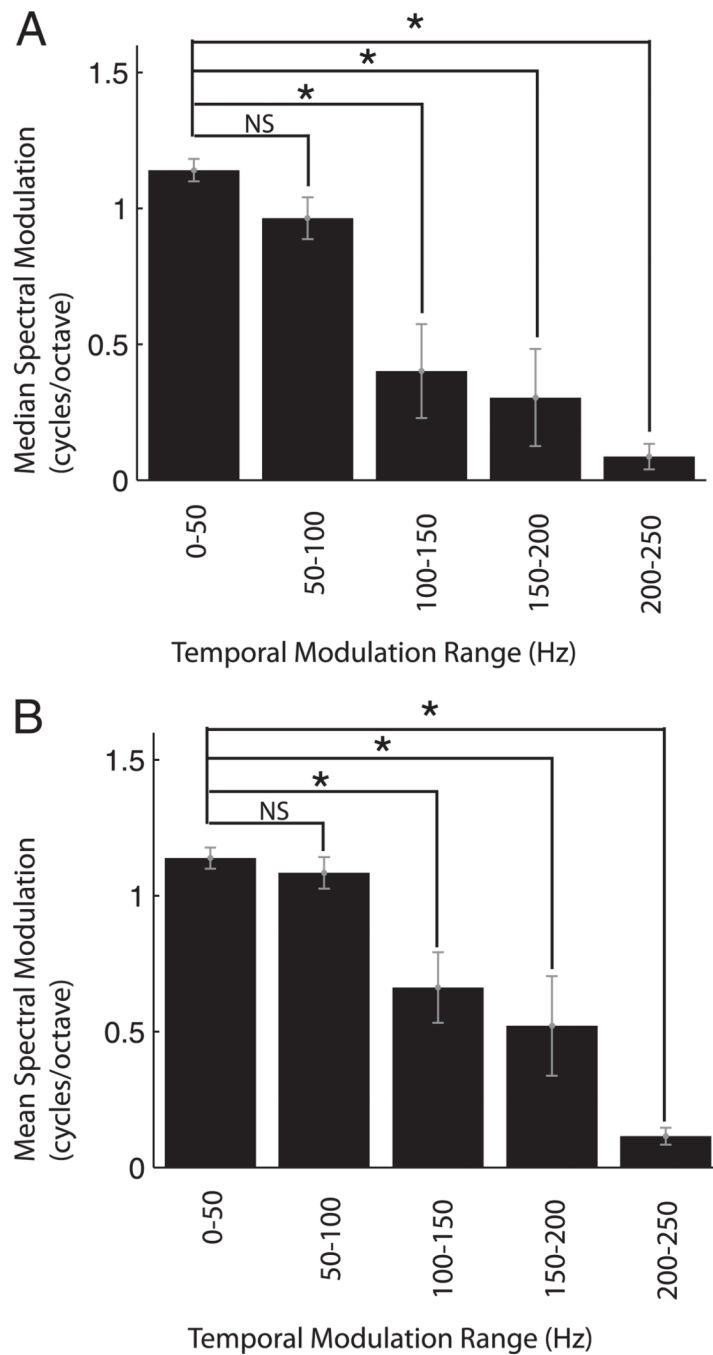 A
*
*
*
NS
1.5
1
0.5
0
Median Spectral Modulation
(cycles/octave)
0-50
50-100
100-150
150-200
200-250
Temporal Modulation Range (Hz)
B
*
*
*
NS
1.5
1
0.5
0
Mean Spectral Modulation
(cycles/octave)
0-50
50-100
100-150
150-200
200-250
Temporal Modulation Range (Hz)